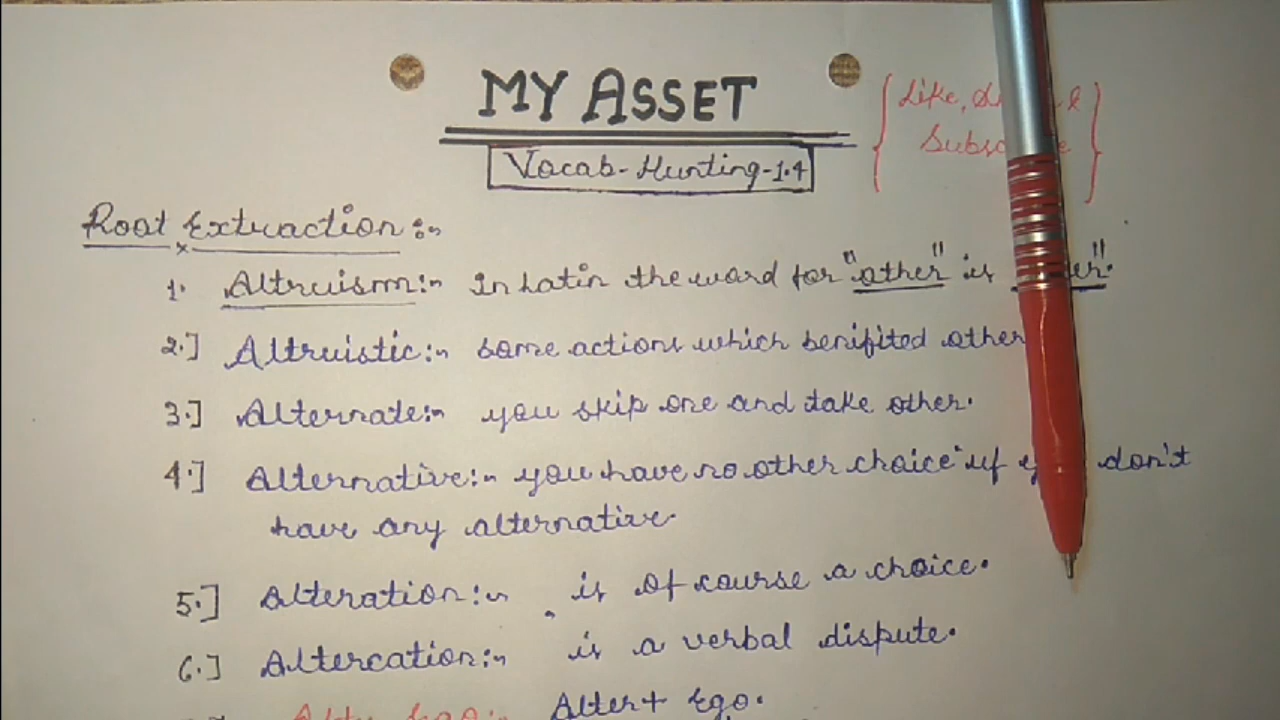 MY ASSET
{ Like, & }
Vocab-Hunting-1.4
Root Extraction:~
1. Altruism:~ In Latin the word for "other" is
2.] Altruistic:~ some actions which benifited other
3.] Alternate:~ you skip one and take other.
4.] Alternative:~ you have no other choice if don't
have any alternative.
5.] Alteration:~ is of course a choice.
6.] Altercation:~ is a verbal dispute.
Alter + Ego.